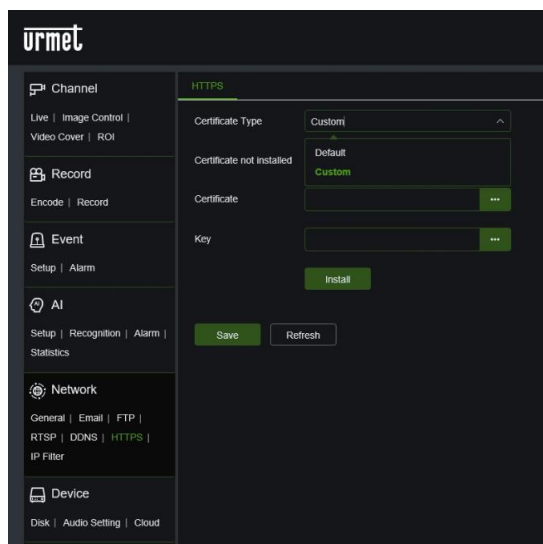 urmet
Channel
Live | Image Control |
Video Cover | ROI
Record
Encode | Record
Event
Setup | Alarm
AI
AI
Setup | Recognition | Alarm |
Statistics
Network
General | Email | FTP |
RTSP | DDNS | HTTPS |
IP Filter
Device
Disk | Audio Setting | Cloud
HTTPS
Certificate Type
Custom
Default
Custom
Certificate not installed
Certificate
...
Key
...
Install
Save
Refresh